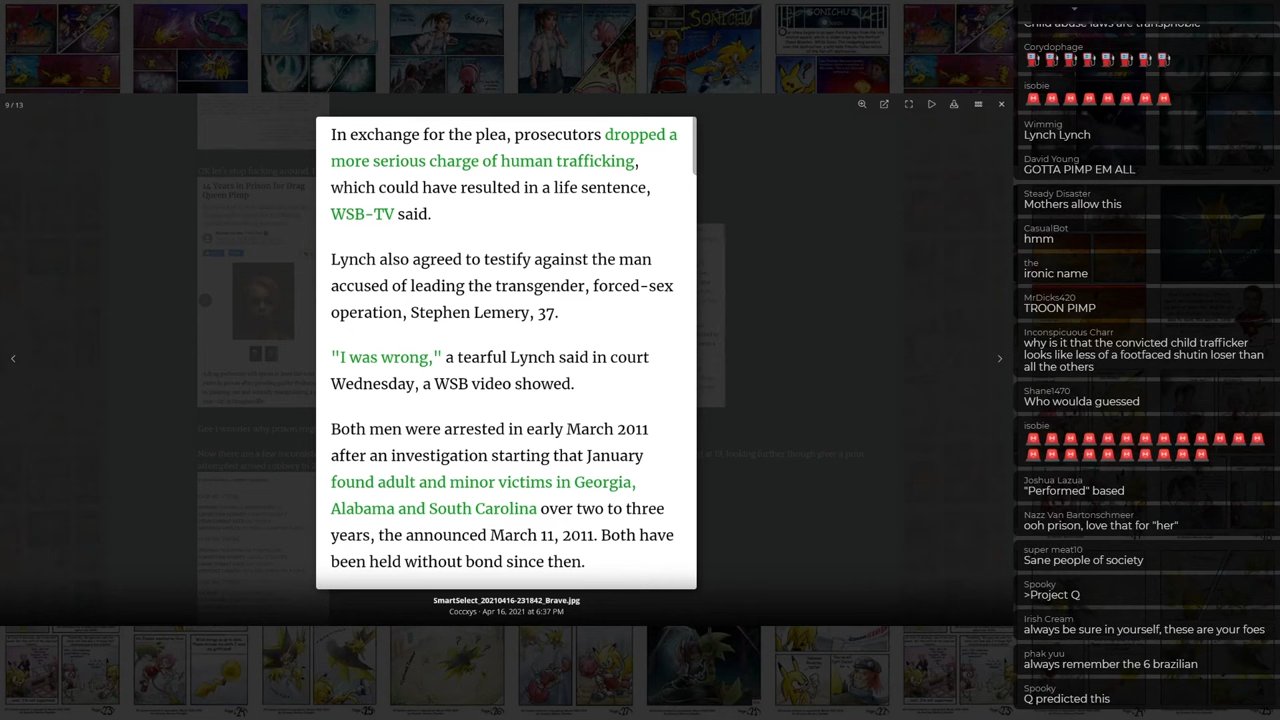 SONICHU
9 / 13
In exchange for the plea, prosecutors dropped a
more serious charge of human trafficking,
which could have resulted in a life sentence,
WSB-TV said.
Lynch also agreed to testify against the man
accused of leading the transgender, forced-sex
operation, Stephen Lemery, 37.
"I was wrong," a tearful Lynch said in court
Wednesday, a WSB video showed.
Both men were arrested in early March 2011
after an investigation starting that January
found adult and minor victims in Georgia,
Alabama and South Carolina over two to three
years, the announced March 11, 2011. Both have
been held without bond since then.
SmartSelect_20210416-231842_Brave.jpg
Coccxys · Apr 16, 2021 at 6:37 PM
14 Years in Prison for Drag
Queen Pimp
Child abuse laws are transphobic
Corydophage
isobie
Wimmig
Lynch Lynch
David Young
GOTTA PIMP EM ALL
Steady Disaster
Mothers allow this
CasualBot
hmm
the
ironic name
MrDicks420
TROON PIMP
Inconspicuous Charr
why is it that the convicted child trafficker
looks like less of a footfaced shutin loser than
all the others
Shane1470
Who woulda guessed
isobie
Joshua Lazua
"Performed" based
Nazz Van Bartonschmeer
ooh prison, love that for "her"
super meat10
Sane people of society
Spooky
>Project Q
Irish Cream
always be sure in yourself, these are your foes
phak yuu
always remember the 6 brazilian
Spooky
Q predicted this